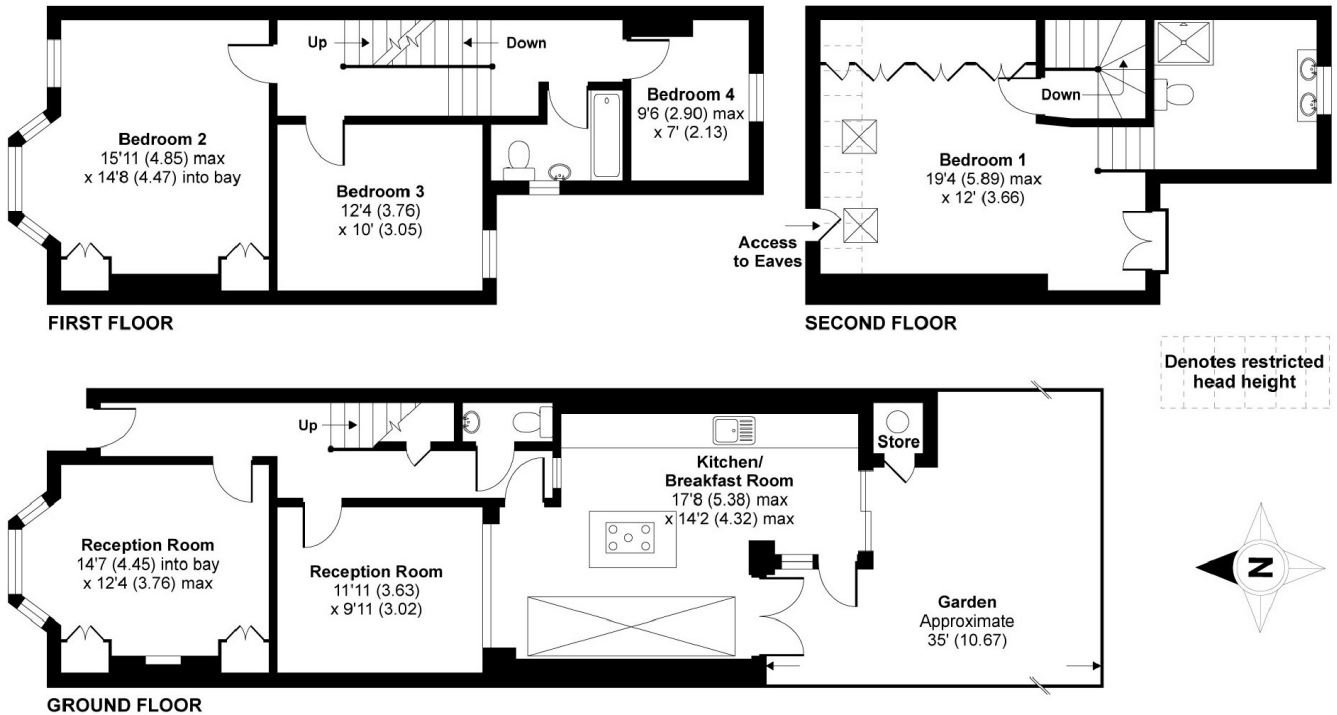 Up
Down
Bedroom 2
15'11 (4.85) max
x 14'8 (4.47) into bay
Bedroom 3
12'4 (3.76)
x 10' (3.05)
Bedroom 4
9'6 (2.90) max
x 7' (2.13)
FIRST FLOOR
Down
Bedroom 1
19'4 (5.89) max
x 12' (3.66)
Access
to Eaves
SECOND FLOOR
Denotes restricted
head height
Up
Store
Kitchen/
Breakfast Room
17'8 (5.38) max
x 14'2 (4.32) max
Reception Room
14'7 (4.45) into bay
x 12'4 (3.76) max
Reception Room
11'11 (3.63)
x 9'11 (3.02)
Garden
Approximate
35' (10.67)
N
GROUND FLOOR